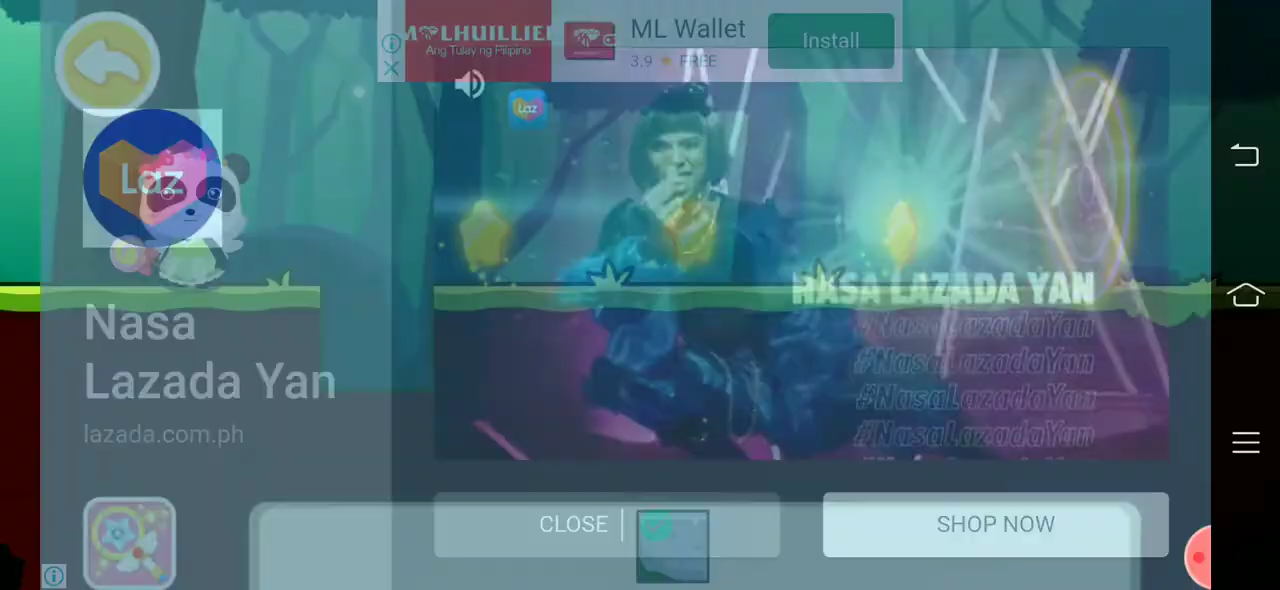 M LHUILLIE
Ang Tulay ng Pilipino
ML Wallet
3.9 ★ FREE
Install
Laz
Laz
Nasa
Lazada Yan
lazada.com.ph
NASA LAZADA YAN
#NasaLazadaYan
#NasaLazadaYan
#NasaLazadaYan
#NasaLazadaYan
CLOSE
SHOP NOW